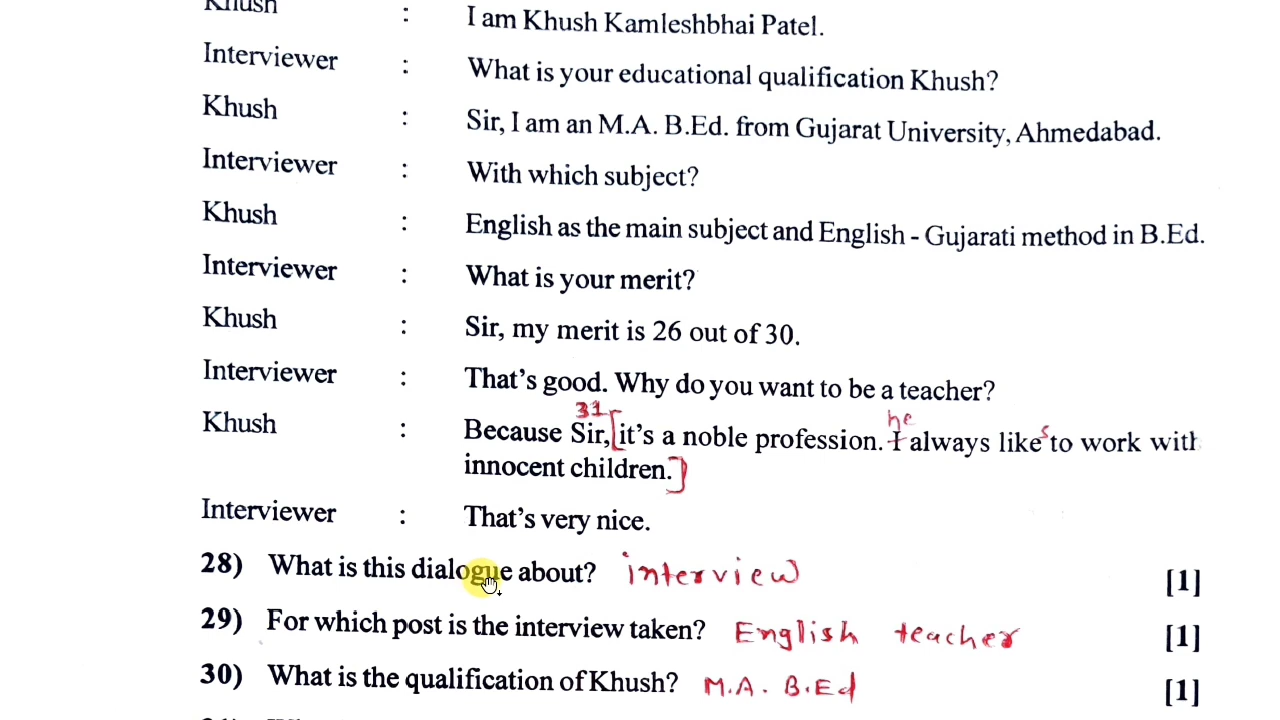 Khush : I am Khush Kamleshbhai Patel.
Interviewer : What is your educational qualification Khush?
Khush : Sir, I am an M.A. B.Ed. from Gujarat University, Ahmedabad.
Interviewer : With which subject?
Khush : English as the main subject and English - Gujarati method in B.Ed.
Interviewer : What is your merit?
Khush : Sir, my merit is 26 out of 30.
Interviewer : That's good. Why do you want to be a teacher?
31 he s
Khush : Because Sir, [it's a noble profession. I always like to work with
innocent children.]
Interviewer : That's very nice.
28) What is this dialogue about? interview [1]
29) For which post is the interview taken? English teacher [1]
30) What is the qualification of Khush? M.A. B.Ed [1]